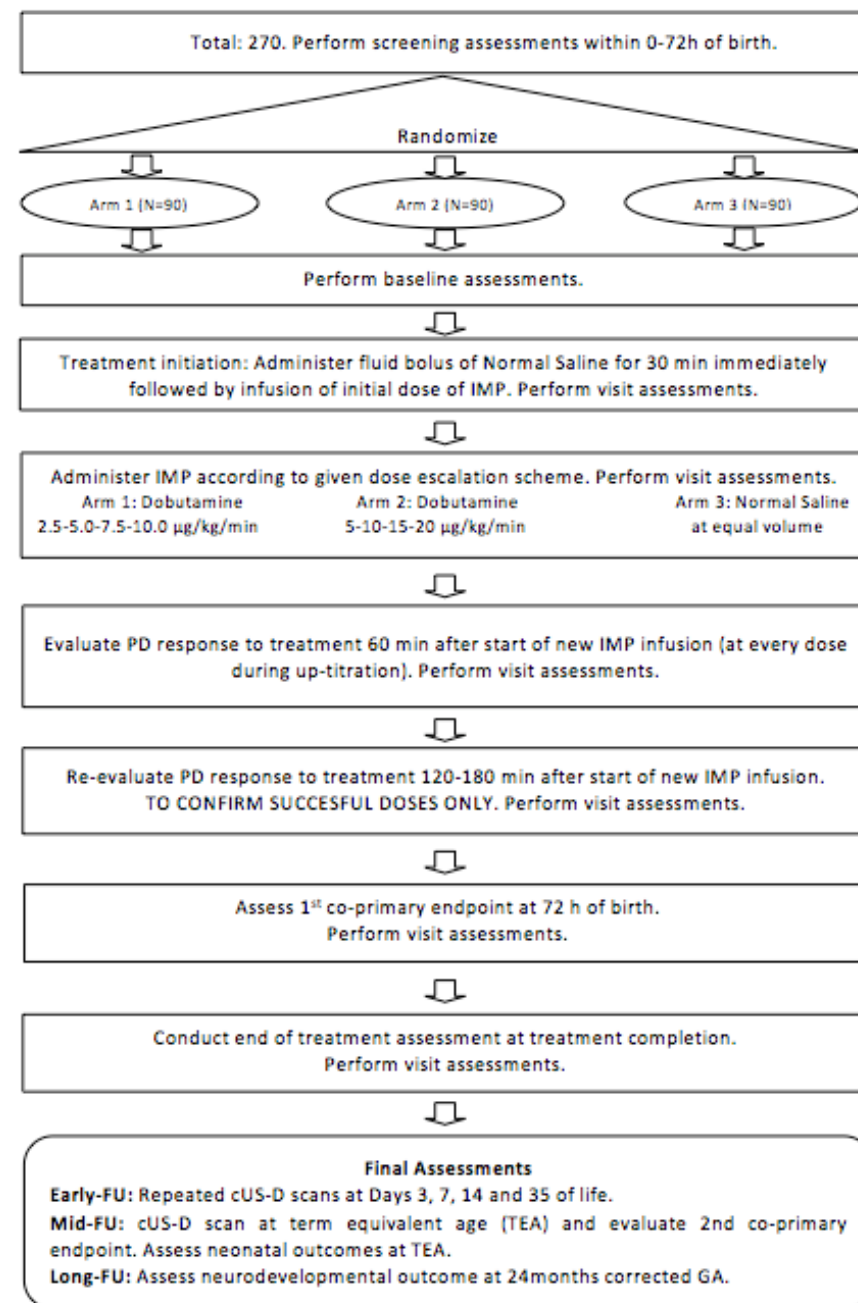 Total: 270. Perform screening assessments within 0-72h of birth.
Randomize
Arm 1 (N=90)
Arm 2 (N=90)
Arm 3 (N=90)
Perform baseline assessments.
Treatment initiation: Administer fluid bolus of Normal Saline for 30 min immediately
followed by infusion of initial dose of IMP. Perform visit assessments.
Administer IMP according to given dose escalation scheme. Perform visit assessments.
Arm 1: Dobutamine
2.5-5.0-7.5-10.0 µg/kg/min
Arm 2: Dobutamine
5-10-15-20 µg/kg/min
Arm 3: Normal Saline
at equal volume
Evaluate PD response to treatment 60 min after start of new IMP infusion (at every dose
during up-titration). Perform visit assessments.
Re-evaluate PD response to treatment 120-180 min after start of new IMP infusion.
TO CONFIRM SUCCESFUL DOSES ONLY. Perform visit assessments.
Assess 1st co-primary endpoint at 72 h of birth.
Perform visit assessments.
Conduct end of treatment assessment at treatment completion.
Perform visit assessments.
Final Assessments
Early-FU: Repeated cUS-D scans at Days 3, 7, 14 and 35 of life.
Mid-FU: cUS-D scan at term equivalent age (TEA) and evaluate 2nd co-primary
endpoint. Assess neonatal outcomes at TEA.
Long-FU: Assess neurodevelopmental outcome at 24months corrected GA.